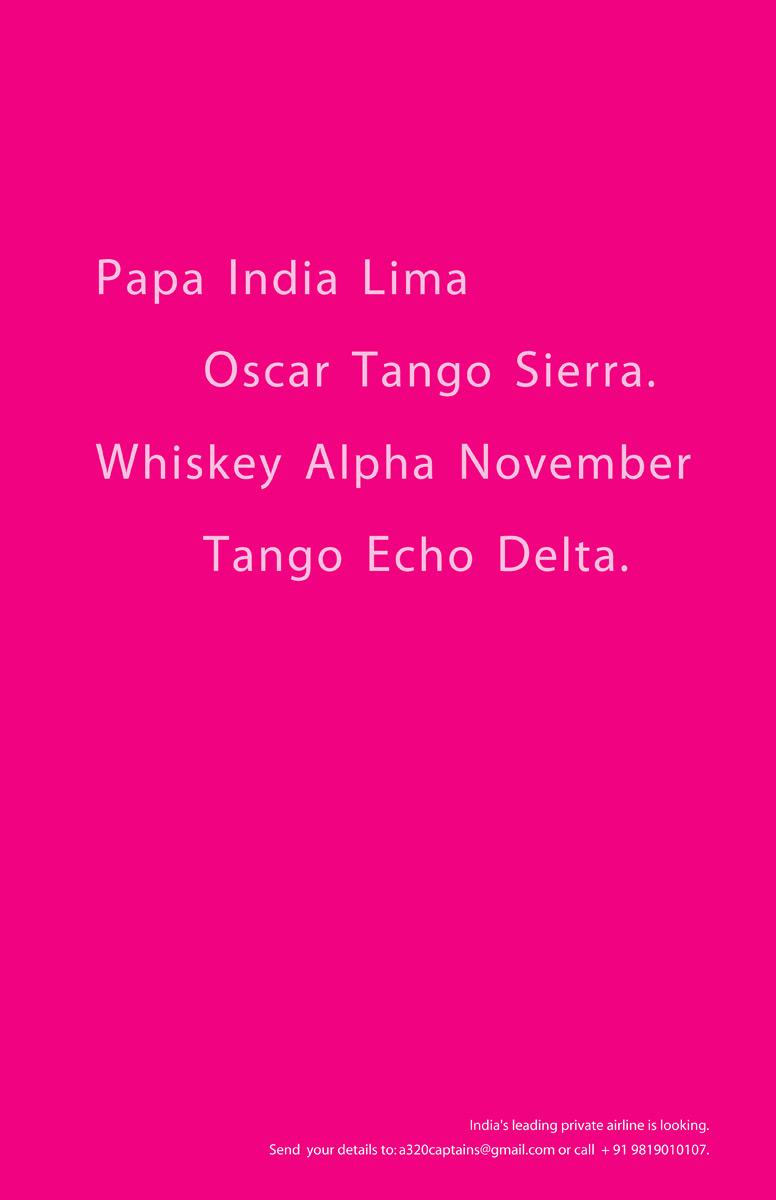 Papa India Lima
Oscar Tango Sierra.
Whiskey Alpha November
Tango Echo Delta.
India's leading private airline is looking.
Send your details to: a320captains@gmail.com or call + 91 9819010107.